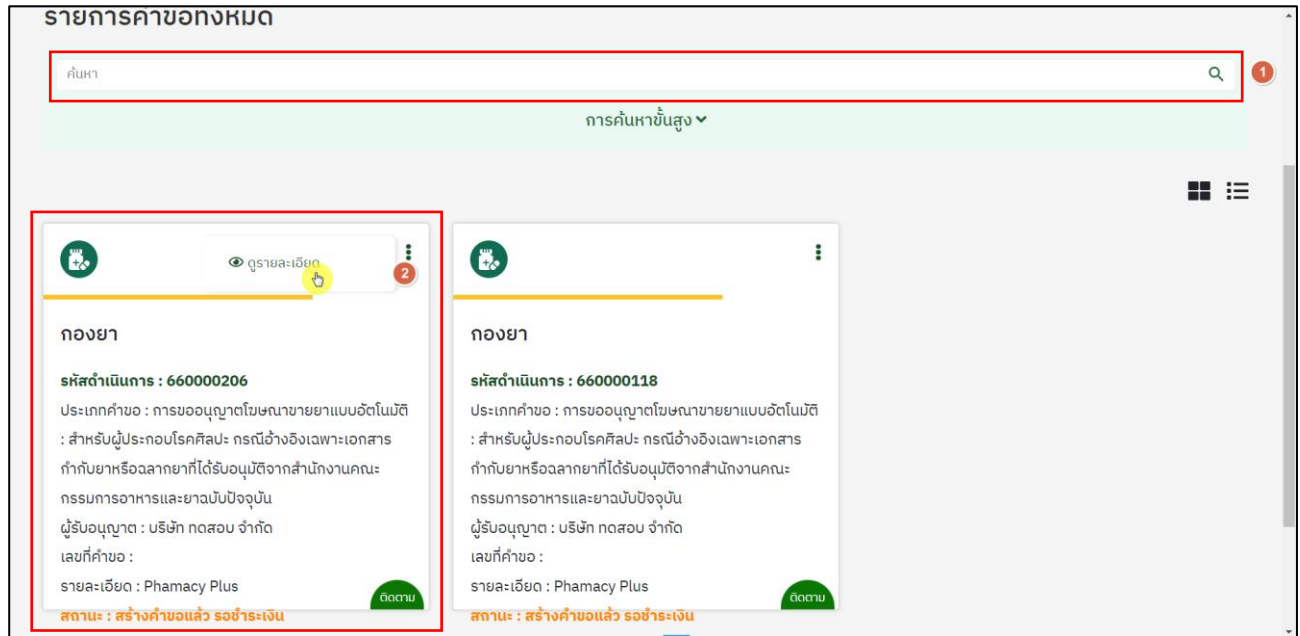 รายการคำขอทั้งหมด
ค้นหา
1
การค้นหาขั้นสูง
ดูรายละเอียด
2
กองยา
รหัสดำเนินการ : 660000206
ประเภทคำขอ : การขออนุญาตโฆษณาขายยาแบบอัตโนมัติ
: สำหรับผู้ประกอบโรคศิลปะ กรณีอ้างอิงเฉพาะเอกสาร
กำกับยาหรือฉลากยาที่ได้รับอนุมัติจากสำนักงานคณะ
กรรมการอาหารและยาฉบับปัจจุบัน
ผู้รับอนุญาต : บริษัท ทดสอบ จำกัด
เลขที่คำขอ :
รายละเอียด : Phamacy Plus
ติดตาม
สถานะ : สร้างคำขอแล้ว รอชำระเงิน
กองยา
รหัสดำเนินการ : 660000118
ประเภทคำขอ : การขออนุญาตโฆษณาขายยาแบบอัตโนมัติ
: สำหรับผู้ประกอบโรคศิลปะ กรณีอ้างอิงเฉพาะเอกสาร
กำกับยาหรือฉลากยาที่ได้รับอนุมัติจากสำนักงานคณะ
กรรมการอาหารและยาฉบับปัจจุบัน
ผู้รับอนุญาต : บริษัท ทดสอบ จำกัด
เลขที่คำขอ :
รายละเอียด : Phamacy Plus
ติดตาม
สถานะ : สร้างคำขอแล้ว รอชำระเงิน